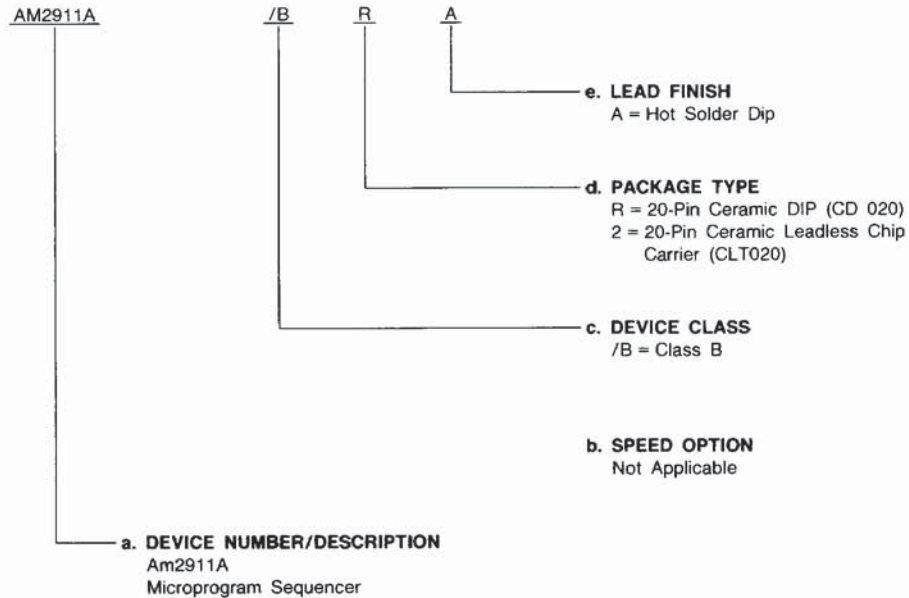 AM2911A /B R A
e. LEAD FINISH
A = Hot Solder Dip
d. PACKAGE TYPE
R = 20-Pin Ceramic DIP (CD 020)
2 = 20-Pin Ceramic Leadless Chip
Carrier (CLT020)
c. DEVICE CLASS
/B = Class B
b. SPEED OPTION
Not Applicable
a. DEVICE NUMBER/DESCRIPTION
Am2911A
Microprogram Sequencer